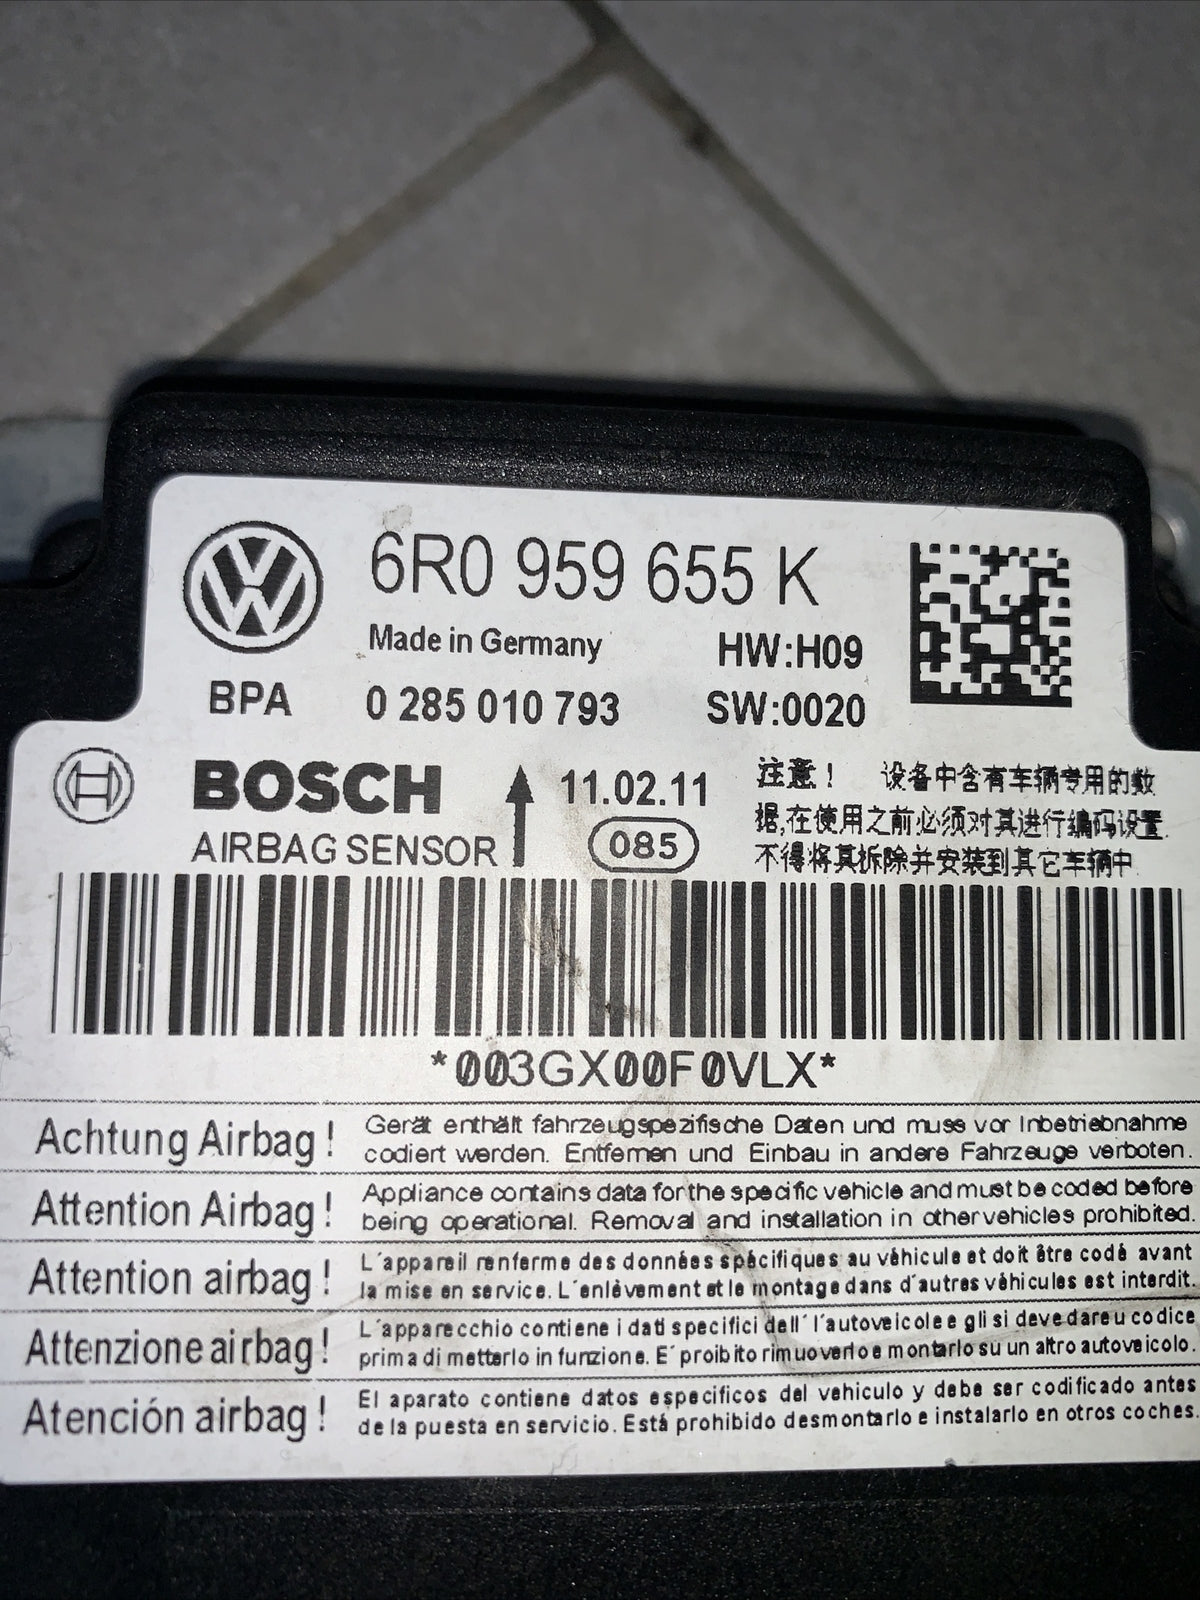 6R0 959 655 K
Made in Germany HW:H09
BPA 0 285 010 793 SW:0020
BOSCH 11.02.11
AIRBAG SENSOR 085
注意！ 设备中含有车辆专用的数
据,在使用之前必须对其进行编码设置
不得将其拆除并安装到其它车辆中
*003GX00F0VLX*
Achtung Airbag! Gerät enthält fahrzeugspezifische Daten und muss vor Inbetriebnahme
codiert werden. Entfernen und Einbau in andere Fahrzeuge verboten.
Attention Airbag! Appliance contains data for the specific vehicle and must be coded before
being operational. Removal and installation in other vehicles prohibited.
Attention airbag! L´appareil renferme des données spécifiques au véhicule et doit être codé avant
la mise en service. L´enlèvement et le montage dans d´autres véhicules est interdit.
Attenzione airbag! L´apparecchio contiene i dati specifici dell´ l´autoveicolo e gli si deve dare u codice
prima di metterlo in funzione. E´ proibito rimuoverlo e montarlo su un altro autoveicolo.
Atención airbag! El aparato contiene datos especificos del vehiculo y debe ser codificado antes
de la puesta en servicio. Está prohibido desmontarlo e instalarlo en otros coches.